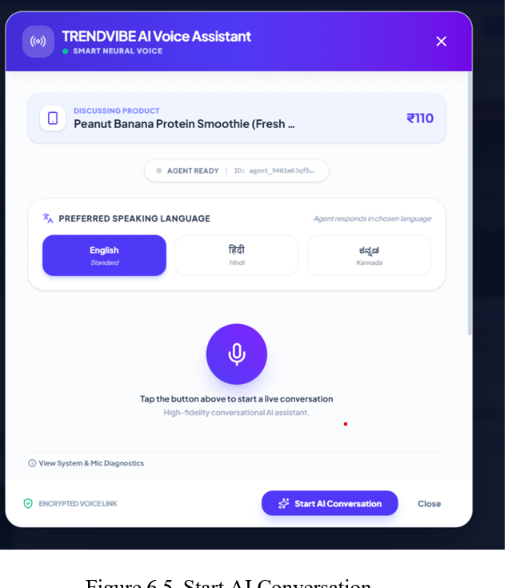 TRENDVIBE AI Voice Assistant
SMART NEURAL VOICE
DISCUSSING PRODUCT
Peanut Banana Protein Smoothie (Fresh ...
₹110
AGENT READY | ID: agent_9401m63qfb…
PREFERRED SPEAKING LANGUAGE
Agent responds in chosen language
English
Standard
हिंदी
Hindi
ಕನ್ನಡ
Kannada
Tap the button above to start a live conversation
High-fidelity conversational AI assistant.
View System & Mic Diagnostics
ENCRYPTED VOICE LINK
Start AI Conversation
Close
Figure 6.5 Start AI Conversation